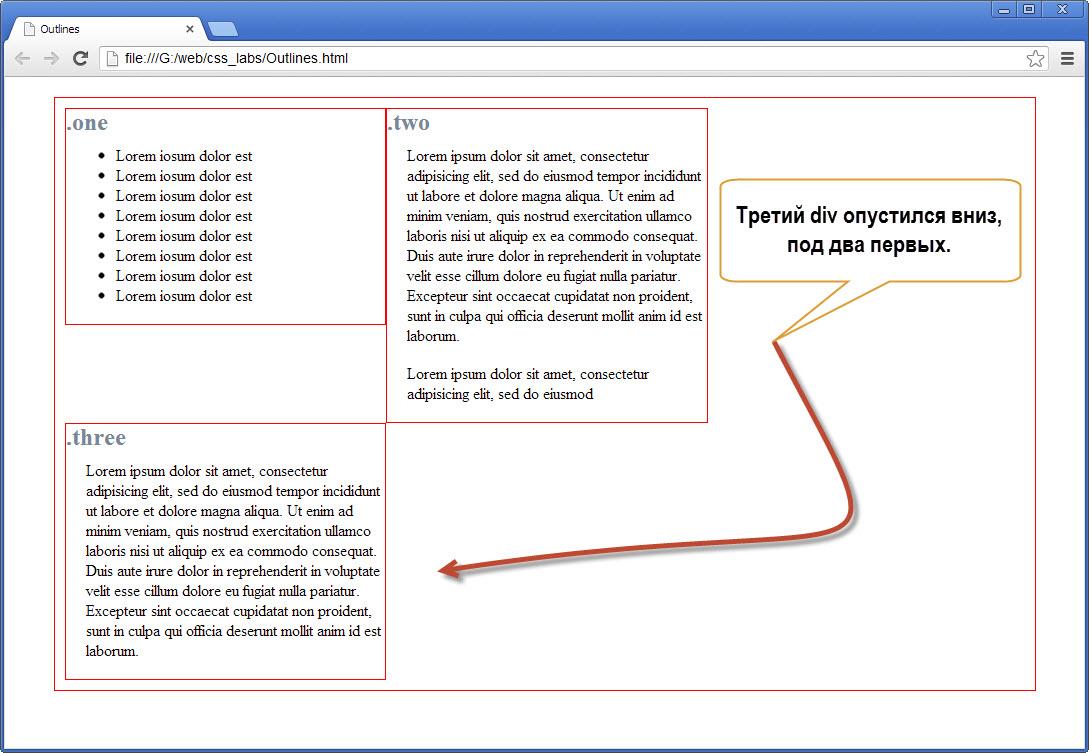 Outlines
file:///G:/web/css_labs/Outlines.html
.one
Lorem iosum dolor est
Lorem iosum dolor est
Lorem iosum dolor est
Lorem iosum dolor est
Lorem iosum dolor est
Lorem iosum dolor est
Lorem iosum dolor est
Lorem iosum dolor est
.two
Lorem ipsum dolor sit amet, consectetur
adipisicing elit, sed do eiusmod tempor incididunt
ut labore et dolore magna aliqua. Ut enim ad
minim veniam, quis nostrud exercitation ullamco
laboris nisi ut aliquip ex ea commodo consequat.
Duis aute irure dolor in reprehenderit in voluptate
velit esse cillum dolore eu fugiat nulla pariatur.
Excepteur sint occaecat cupidatat non proident,
sunt in culpa qui officia deserunt mollit anim id est
laborum.
Lorem ipsum dolor sit amet, consectetur
adipisicing elit, sed do eiusmod
Третий div опустился вниз,
под два первых.
.three
Lorem ipsum dolor sit amet, consectetur
adipisicing elit, sed do eiusmod tempor incididunt
ut labore et dolore magna aliqua. Ut enim ad
minim veniam, quis nostrud exercitation ullamco
laboris nisi ut aliquip ex ea commodo consequat.
Duis aute irure dolor in reprehenderit in voluptate
velit esse cillum dolore eu fugiat nulla pariatur.
Excepteur sint occaecat cupidatat non proident,
sunt in culpa qui officia deserunt mollit anim id est
laborum.